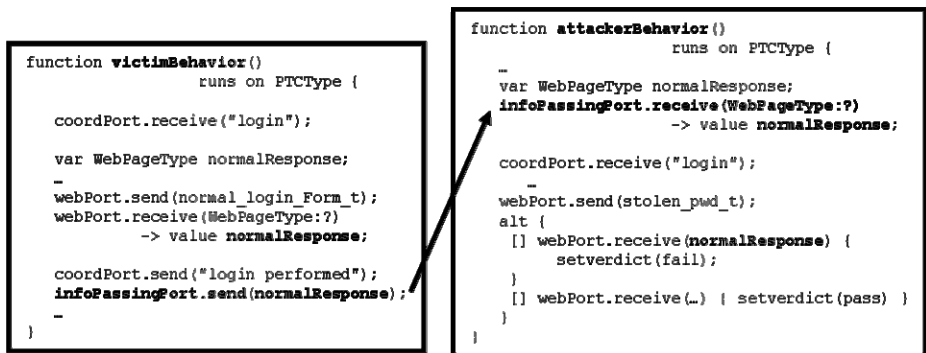 function victimBehavior()
runs on PTCType {
coordPort.receive("login");
var WebPageType normalResponse;
…
webPort.send(normal_login_Form_t);
webPort.receive(WebPageType:?)
-> value normalResponse;
coordPort.send("login performed");
infoPassingPort.send(normalResponse);
…
}
function attackerBehavior()
runs on PTCType {
…
var WebPageType normalResponse;
infoPassingPort.receive(WebPageType:?)
-> value normalResponse;
coordPort.receive("login");
…
webPort.send(stolen_pwd_t);
alt {
[] webPort.receive(normalResponse) {
setverdict(fail);
}
[] webPort.receive(…) { setverdict(pass) }
}
}